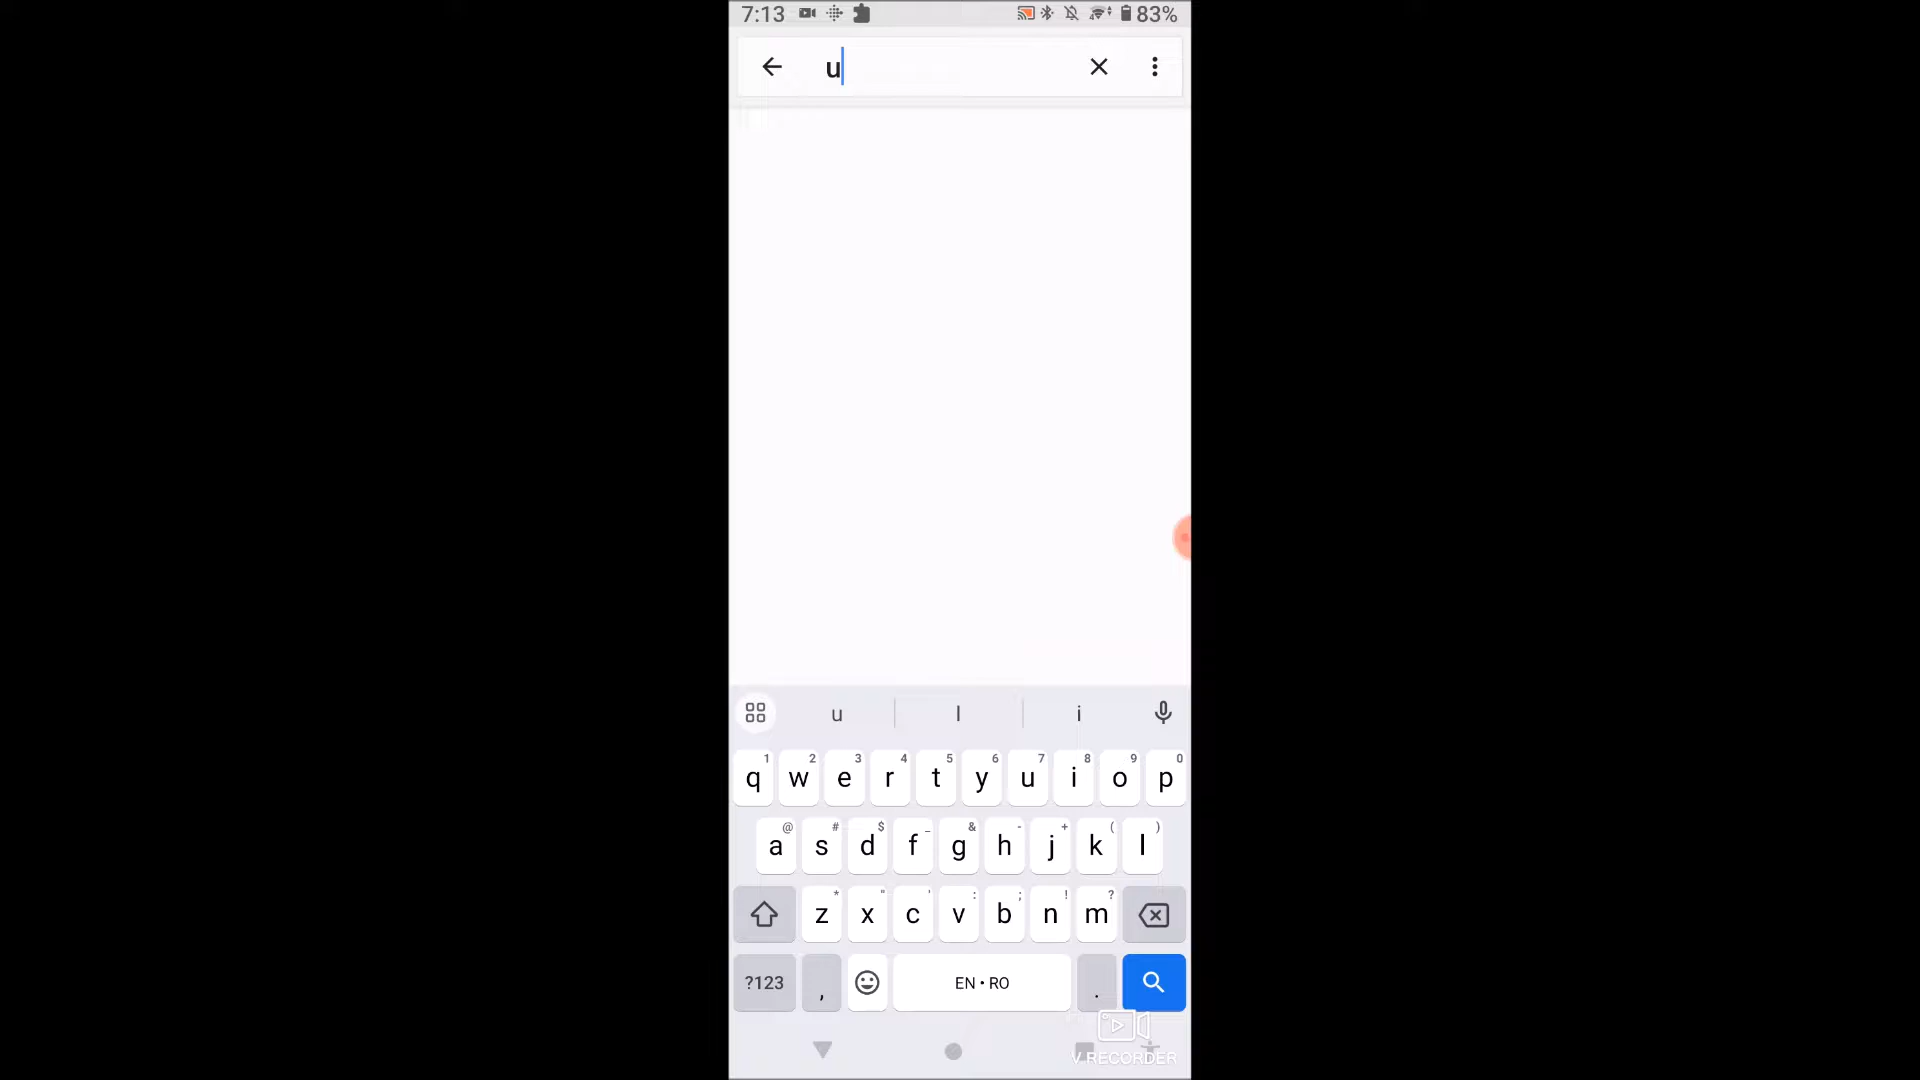 7:13 83%
u
u l i
q 1 w 2 e 3 r 4 t 5 y 6 u 7 i 8 o 9 p 0
a @ s # d $ f _ g & h - j + k ( l )
z * x " c ' v : b ; n ! m ?
?123 , EN • RO .
V RECORDER